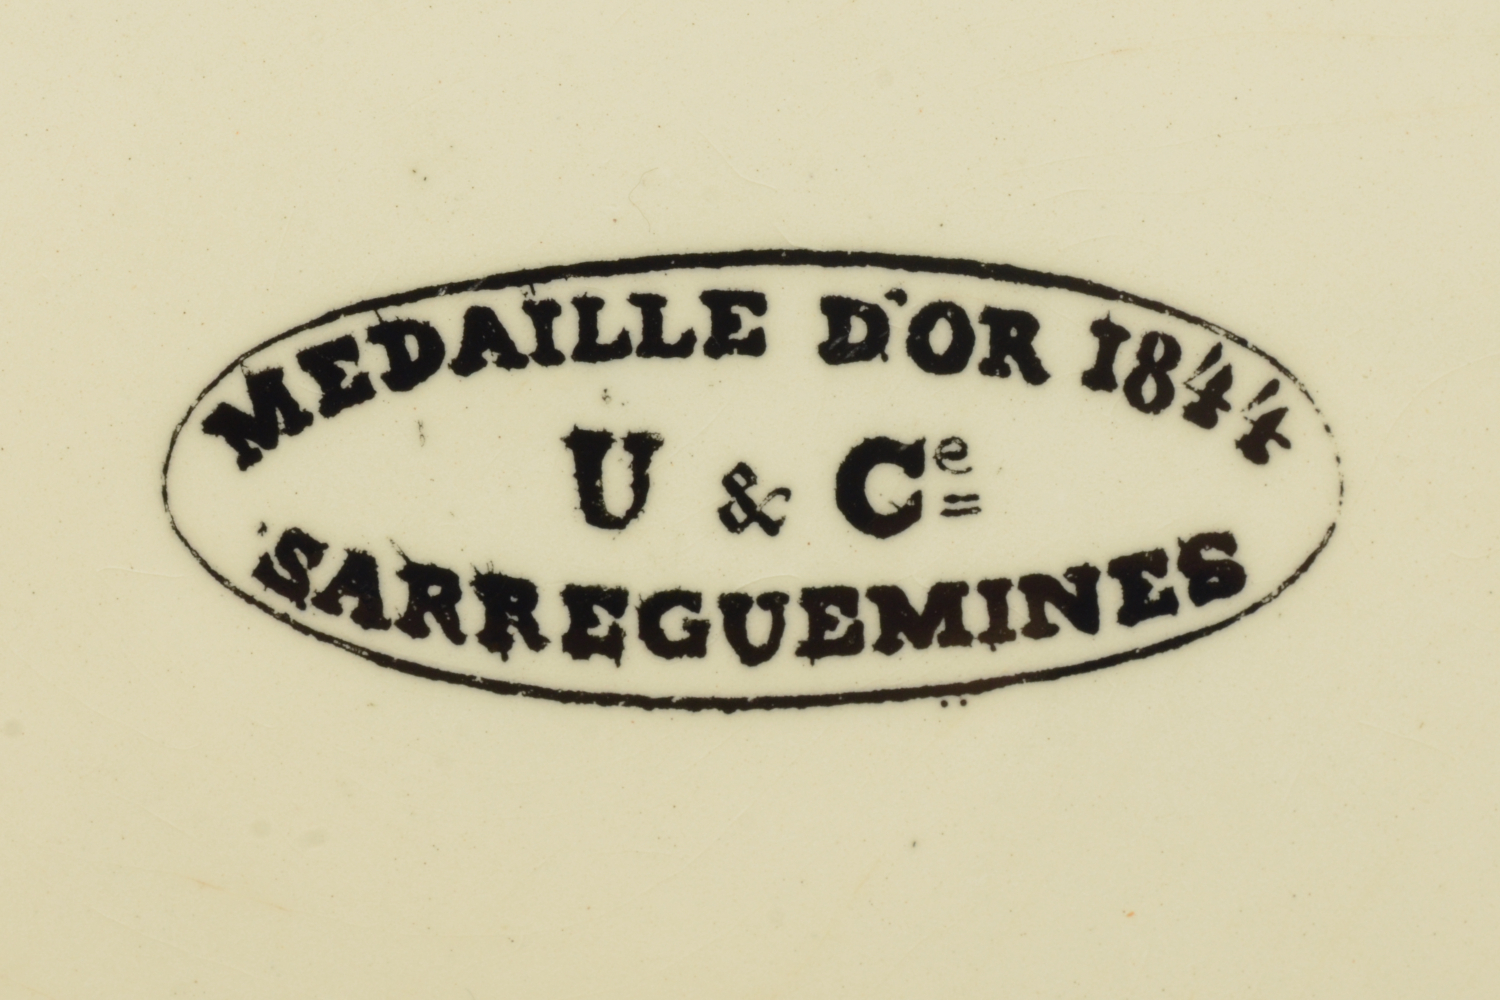 MEDAILLE D'OR 1844
U & Cᵉ
SARREGUEMINES